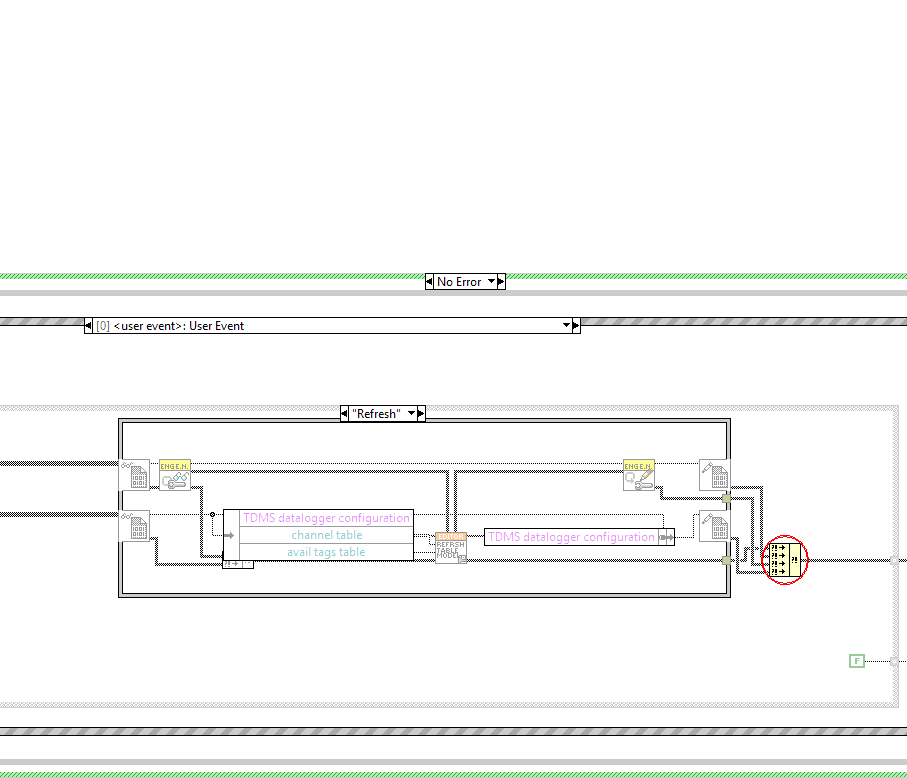 No Error
[0] <user event>: User Event
"Refresh"
ENGE.N.
ENGE.N.
TDMS datalogger configuration
channel table
avail tags table
EDITOR
REFRSH
TABLE
MODEL
TDMS datalogger configuration
F